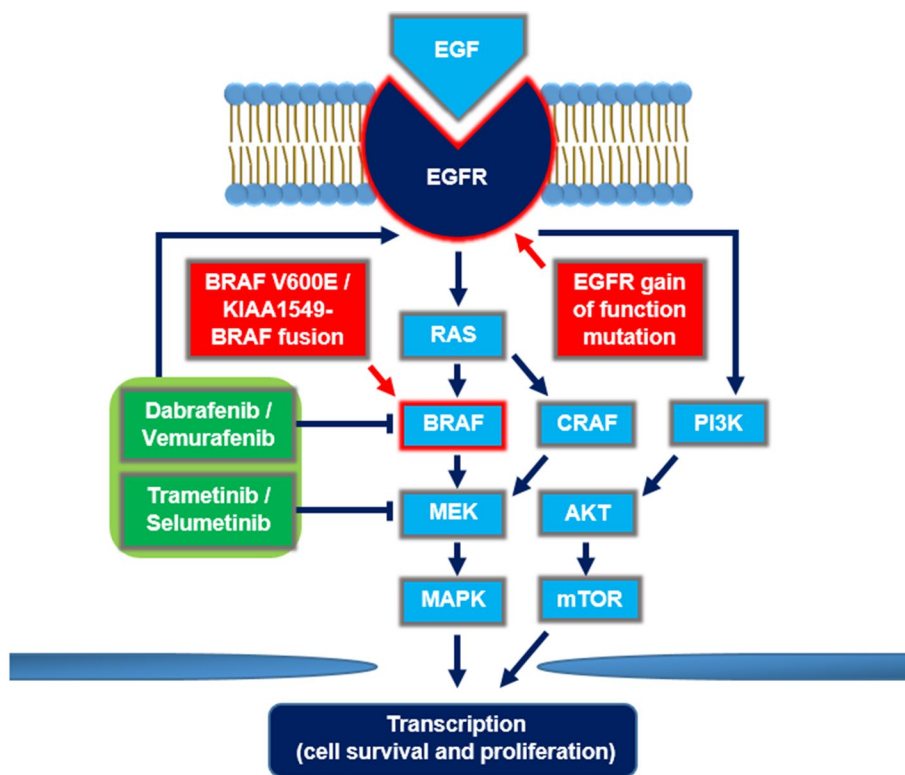 EGF
EGFR
BRAF V600E /
KIAA1549-
BRAF fusion
EGFR gain
of function
mutation
RAS
Dabrafenib /
Vemurafenib
BRAF
CRAF
PI3K
Trametinib /
Selumetinib
MEK
AKT
MAPK
mTOR
Transcription
(cell survival and proliferation)